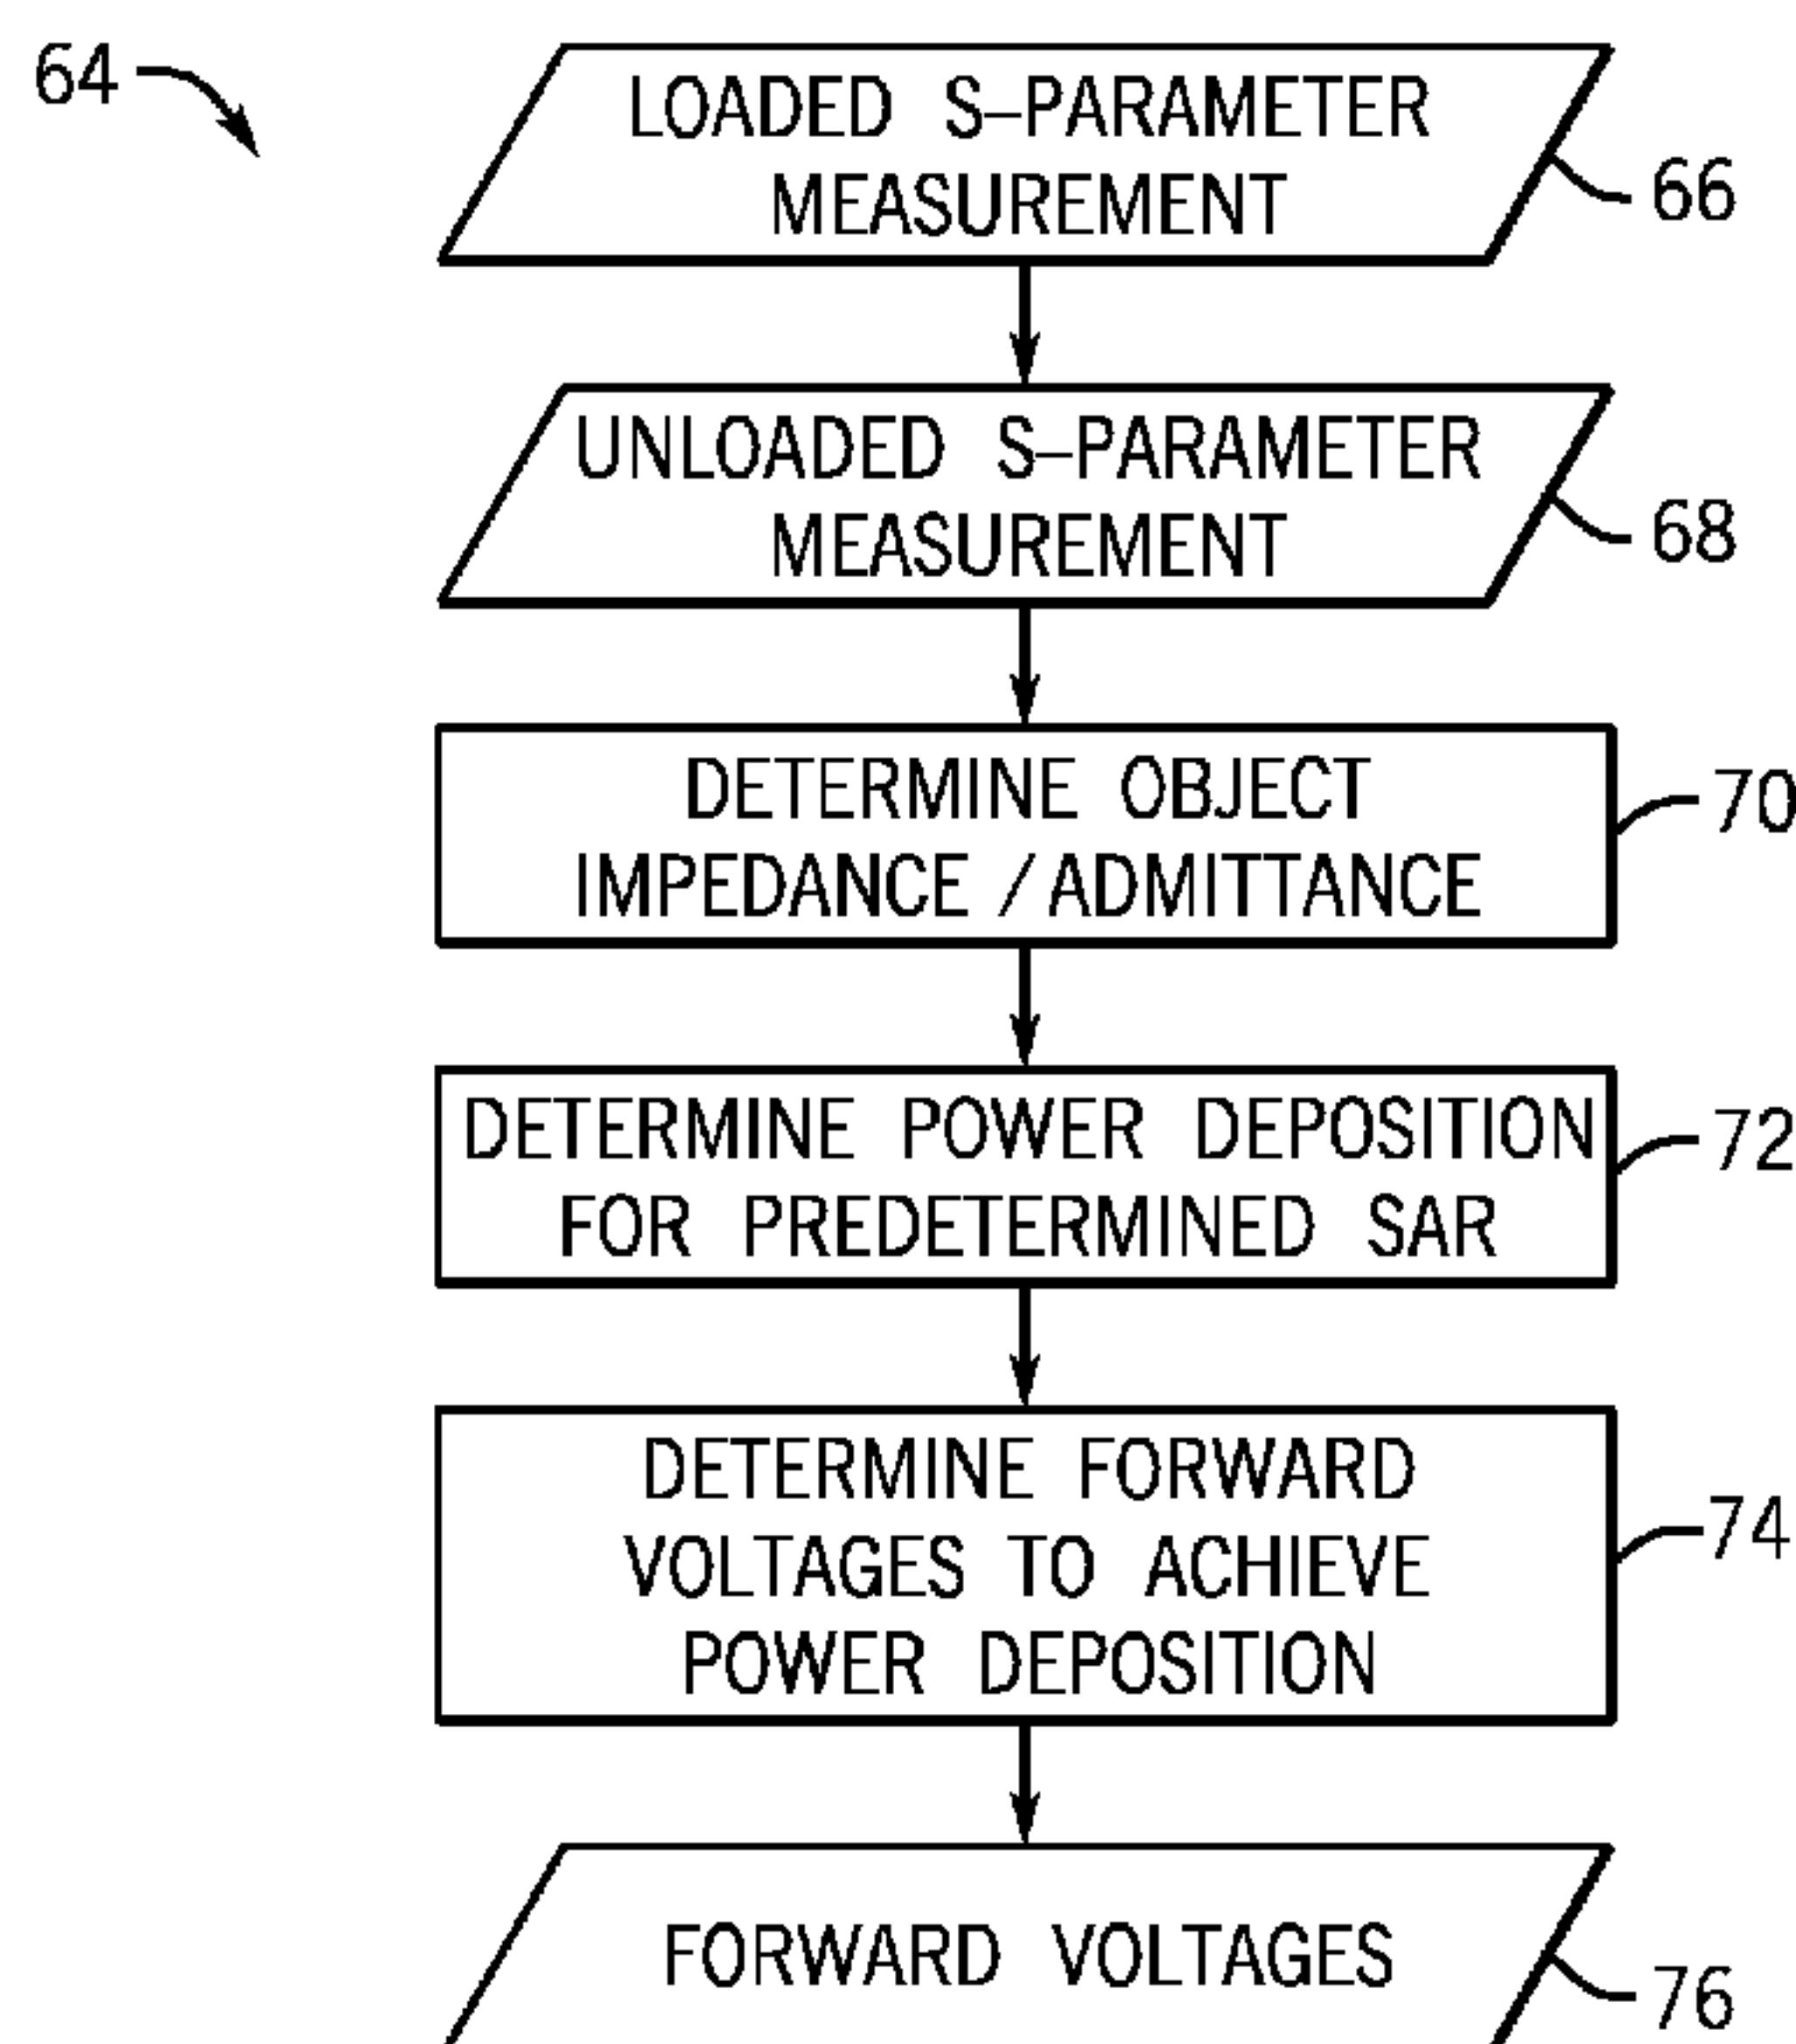 64
LOADED S-PARAMETER
MEASUREMENT
66
UNLOADED S-PARAMETER
MEASUREMENT
68
DETERMINE OBJECT
IMPEDANCE / ADMITTANCE
70
DETERMINE POWER DEPOSITION
FOR PREDETERMINED SAR
72
DETERMINE FORWARD
VOLTAGES TO ACHIEVE
POWER DEPOSITION
74
FORWARD VOLTAGES
76